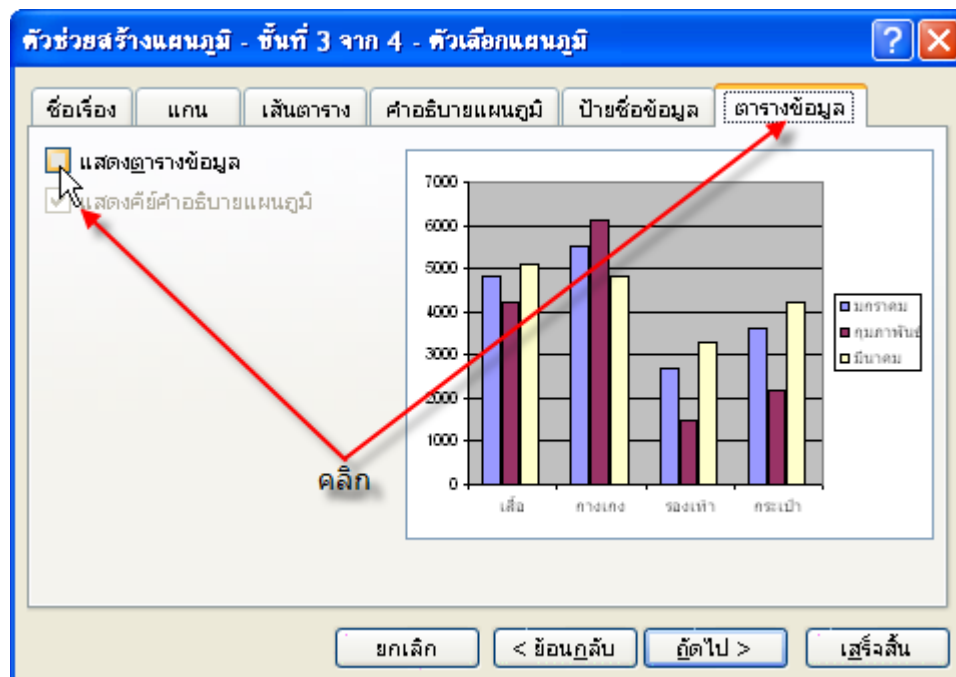 ตัวช่วยสร้างแผนภูมิ - ขั้นที่ 3 จาก 4 - ตัวเลือกแผนภูมิ
ชื่อเรื่อง แกน เส้นตาราง คำอธิบายแผนภูมิ ป้ายชื่อข้อมูล ตารางข้อมูล
แสดงตารางข้อมูล
แสดงคีย์คำอธิบายแผนภูมิ
7000
6000
5000
4000
3000
2000
1000
0
เสื้อ กางเกง รองเท้า กระเป๋า
มกราคม
กุมภาพันธ์
มีนาคม
คลิก
ยกเลิก < ย้อนกลับ ถัดไป > เสร็จสิ้น